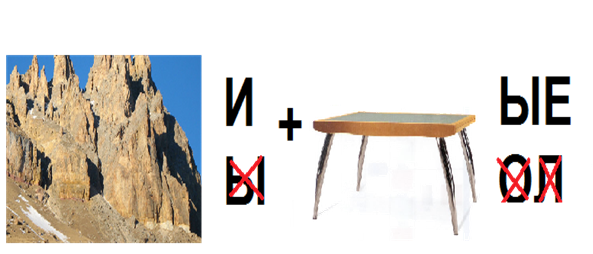 И + ЫЕ
Ы ОЛ